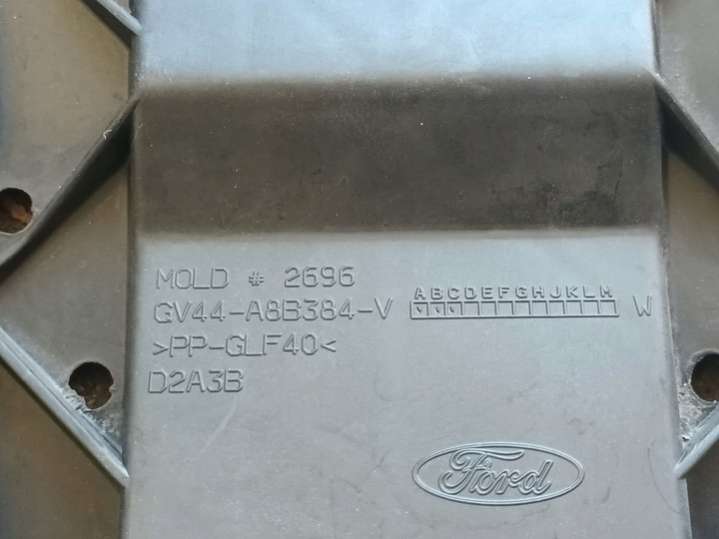 MOLD # 2696
ABCDEFGHJKLM
GV44-A8B384-V W
>PP-GLF40<
D2A3B
Ford